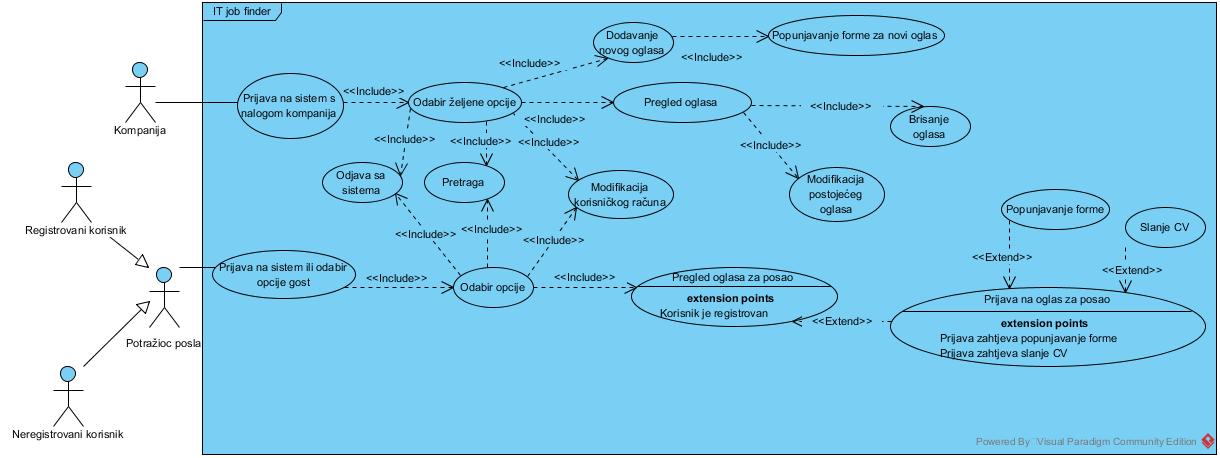 IT job finder
Dodavanje
novog oglasa
Popunjavanje forme za novi oglas
<<Include>>
<<Include>>
Kompanija
Prijava na sistem s
nalogom kompanija
<<Include>>
Odabir željene opcije
<<Include>>
Pregled oglasa
<<Include>>
Brisanje
oglasa
<<Include>>
<<Include>>
<<Include>>
<<Include>>
Odjava sa
sistema
Pretraga
Modifikacija
korisničkog računa
Modifikacija
postojećeg
oglasa
Registrovani korisnik
Popunjavanje forme
Slanje CV
<<Include>>
<<Include>>
<<Include>>
<<Extend>>
<<Extend>>
Prijava na sistem ili odabir
opcije gost
<<Include>>
Odabir opcije
<<Include>>
Pregled oglasa za posao
extension points
Korisnik je registrovan
<<Extend>>
Prijava na oglas za posao
extension points
Prijava zahtjeva popunjavanje forme
Prijava zahtjeva slanje CV
Potražioc posla
Neregistrovani korisnik
Powered By Visual Paradigm Community Edition